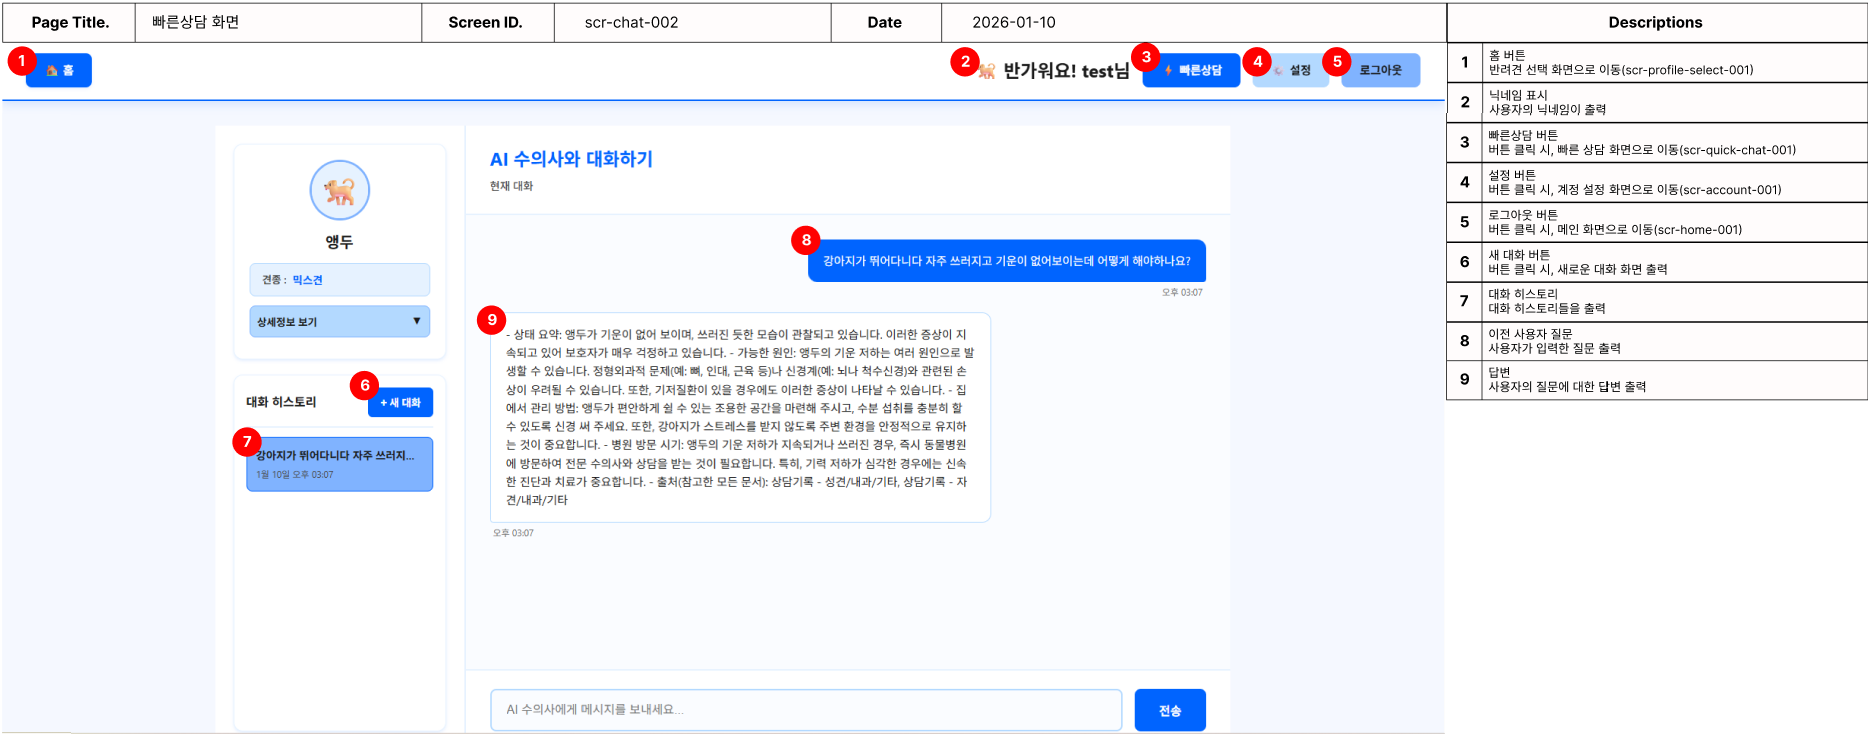 Page Title. 빠른상담 화면 Screen ID. scr-chat-002 Date 2026-01-10 Descriptions
1 홈
2 반가워요! test님
3 빠른상담
4 설정
5 로그아웃
앵두
견종 : 믹스견
상세정보 보기 ▼
대화 히스토리
6 + 새 대화
7 강아지가 뛰어다니다 자주 쓰러지...
1월 10일 오후 03:07
AI 수의사와 대화하기
현재 대화
8 강아지가 뛰어다니다 자주 쓰러지고 기운이 없어보이는데 어떻게 해야하나요?
오후 03:07
9
- 상태 요약: 앵두가 기운이 없어 보이며, 쓰러진 듯한 모습이 관찰되고 있습니다. 이러한 증상이 지
속되고 있어 보호자가 매우 걱정하고 있습니다. - 가능한 원인: 앵두의 기운 저하는 여러 원인으로 발
생할 수 있습니다. 정형외과적 문제(예: 뼈, 인대, 근육 등)나 신경계(예: 뇌나 척수신경)와 관련된 손
상이 우려될 수 있습니다. 또한, 기저질환이 있을 경우에도 이러한 증상이 나타날 수 있습니다. - 집
에서 관리 방법: 앵두가 편안하게 쉴 수 있는 조용한 공간을 마련해 주시고, 수분 섭취를 충분히 할
수 있도록 신경 써 주세요. 또한, 강아지가 스트레스를 받지 않도록 주변 환경을 안정적으로 유지하
는 것이 중요합니다. - 병원 방문 시기: 앵두의 기운 저하가 지속되거나 쓰러진 경우, 즉시 동물병원
에 방문하여 전문 수의사와 상담을 받는 것이 필요합니다. 특히, 기력 저하가 심각한 경우에는 신속
한 진단과 치료가 중요합니다. - 출처(참고한 모든 문서): 상담기록 - 성견/내과/기타, 상담기록 - 자
견/내과/기타
오후 03:07
AI 수의사에게 메시지를 보내세요...
전송
1 홈 버튼
반려견 선택 화면으로 이동(scr-profile-select-001)
2 닉네임 표시
사용자의 닉네임이 출력
3 빠른상담 버튼
버튼 클릭 시, 빠른 상담 화면으로 이동(scr-quick-chat-001)
4 설정 버튼
버튼 클릭 시, 계정 설정 화면으로 이동(scr-account-001)
5 로그아웃 버튼
버튼 클릭 시, 메인 화면으로 이동(scr-home-001)
6 새 대화 버튼
버튼 클릭 시, 새로운 대화 화면 출력
7 대화 히스토리
대화 히스토리들을 출력
8 이전 사용자 질문
사용자가 입력한 질문 출력
9 답변
사용자의 질문에 대한 답변 출력